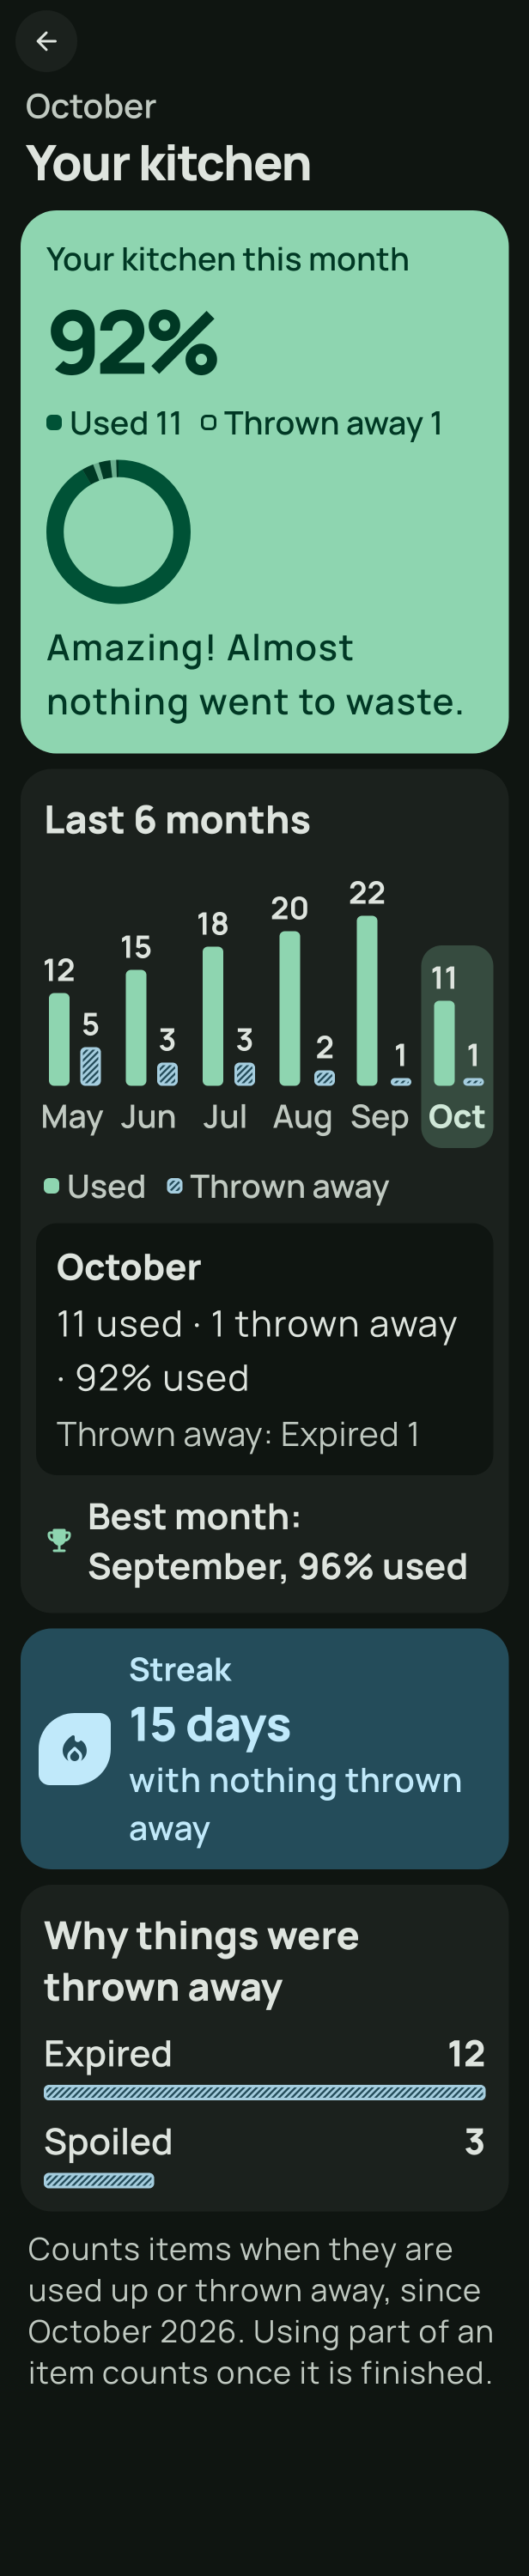 October
Your kitchen
Your kitchen this month
92%
Used 11 Thrown away 1
Amazing! Almost
nothing went to waste.
Last 6 months
12 5 15 3 18 3 20 2 22 1 11 1
May Jun Jul Aug Sep Oct
Used Thrown away
October
11 used · 1 thrown away
· 92% used
Thrown away: Expired 1
Best month:
September, 96% used
Streak
15 days
with nothing thrown
away
Why things were
thrown away
Expired 12
Spoiled 3
Counts items when they are
used up or thrown away, since
October 2026. Using part of an
item counts once it is finished.